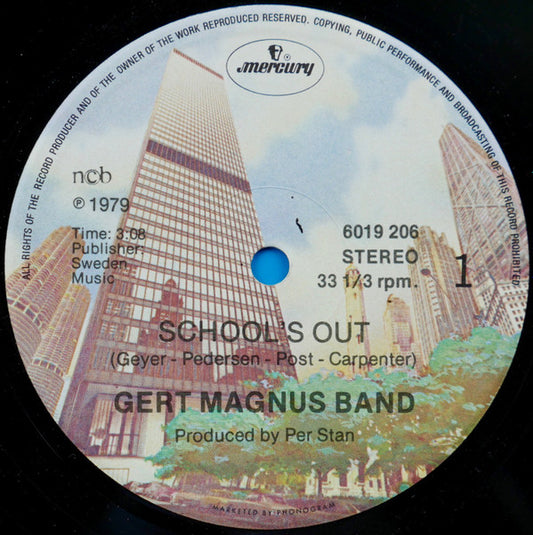 ALL RIGHTS OF THE RECORD PRODUCER AND OF THE OWNER OF THE WORK REPRODUCED RESERVED. COPYING, PUBLIC PERFORMANCE AND BROADCASTING OF THIS RECORD PROHIBITED
mercury
®
ncb
℗ 1979
Time: 3.08
Publisher:
Sweden
Music
6019 206
STEREO
33 1/3 rpm.
1
SCHOOL'S OUT
(Geyer - Pedersen - Post - Carpenter)
GERT MAGNUS BAND
Produced by Per Stan
MARKETED BY PHONOGRAM